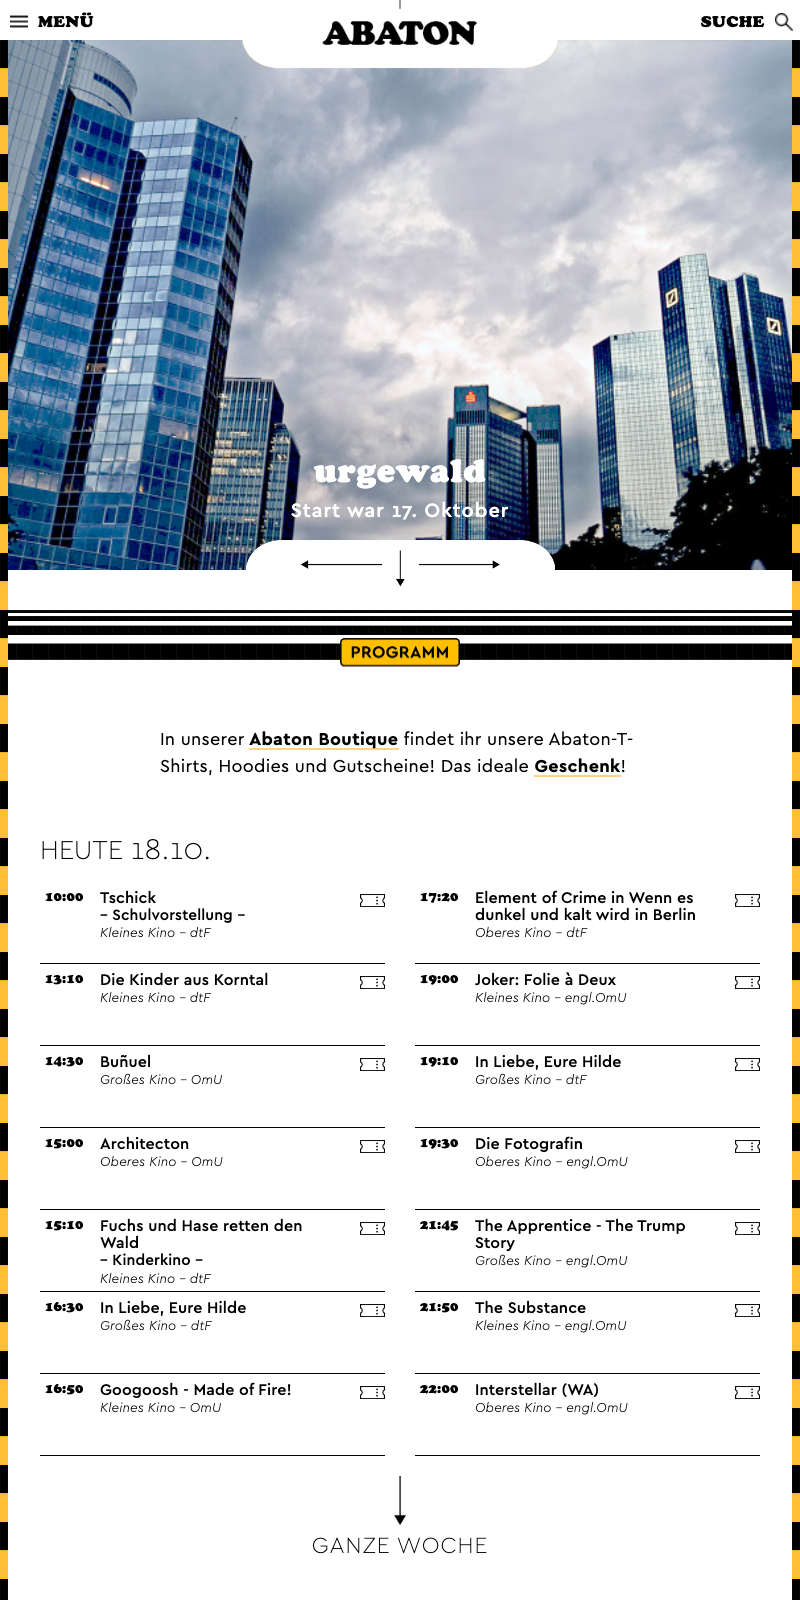 MENÜ
ABATON
SUCHE
urgewald
Start war 17. Oktober
PROGRAMM
In unserer Abaton Boutique findet ihr unsere Abaton-T-
Shirts, Hoodies und Gutscheine! Das ideale Geschenk!
HEUTE 18.10.
10:00 Tschick
– Schulvorstellung –
Kleines Kino – dtF
13:10 Die Kinder aus Korntal
Kleines Kino – dtF
14:30 Buñuel
Großes Kino – OmU
15:00 Architecton
Oberes Kino – OmU
15:10 Fuchs und Hase retten den
Wald
– Kinderkino –
Kleines Kino – dtF
16:30 In Liebe, Eure Hilde
Großes Kino – dtF
16:50 Googoosh - Made of Fire!
Kleines Kino – OmU
17:20 Element of Crime in Wenn es
dunkel und kalt wird in Berlin
Oberes Kino – dtF
19:00 Joker: Folie à Deux
Kleines Kino – engl.OmU
19:10 In Liebe, Eure Hilde
Großes Kino – dtF
19:30 Die Fotografin
Oberes Kino – engl.OmU
21:45 The Apprentice - The Trump
Story
Großes Kino – engl.OmU
21:50 The Substance
Kleines Kino – engl.OmU
22:00 Interstellar (WA)
Oberes Kino – engl.OmU
GANZE WOCHE